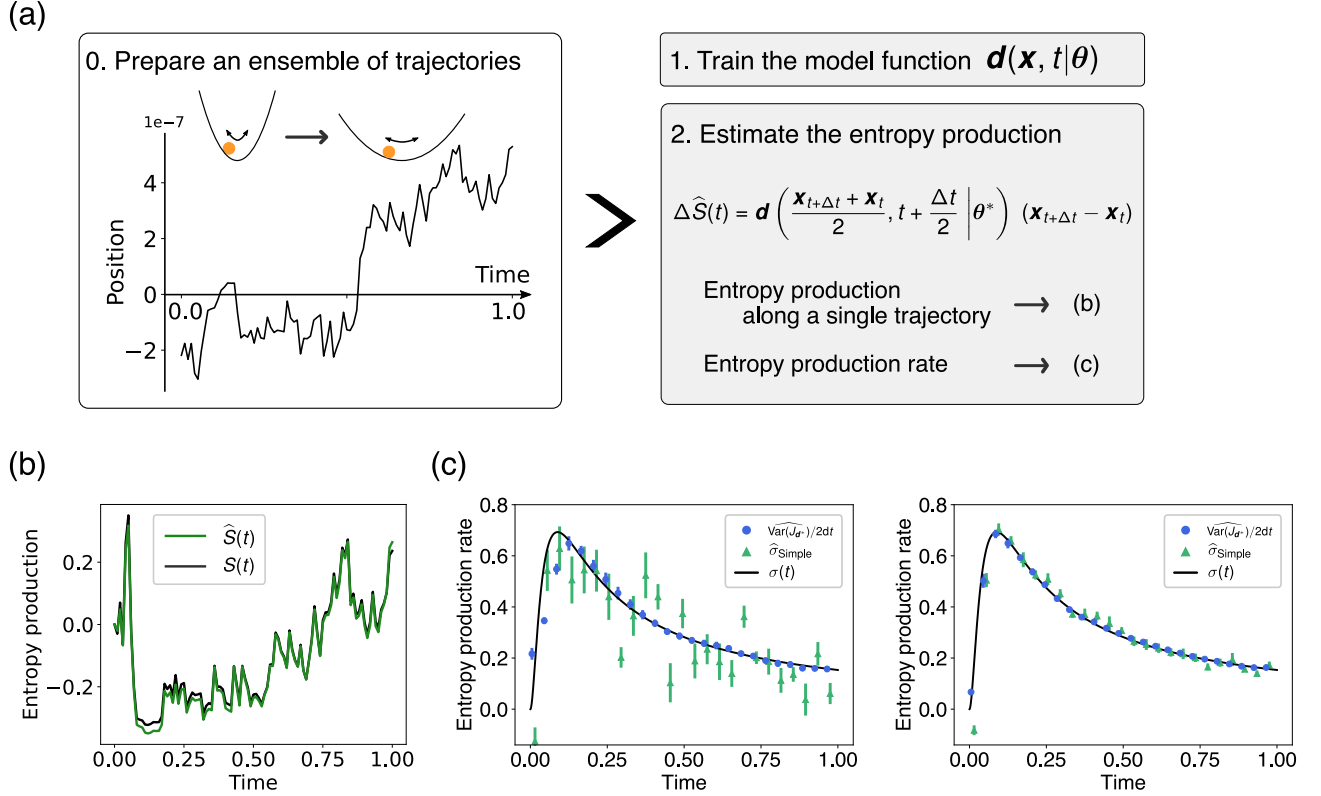 (a)
0. Prepare an ensemble of trajectories
1e-7
4
2
0
−2
Position
Time
0.0
1.0
1. Train the model function d(x, t|θ)
2. Estimate the entropy production
ΔŜ(t) = d ( (x_{t+Δt} + x_t)/2, t + Δt/2 | θ* ) (x_{t+Δt} − x_t)
Entropy production
along a single trajectory → (b)
Entropy production rate → (c)
(b)
Entropy production
0.2
0.0
−0.2
Ŝ(t)
S(t)
0.00 0.25 0.50 0.75 1.00
Time
(c)
Entropy production rate
0.8
0.6
0.4
0.2
0.0
Var(J_{d*})/2dt
σ̂_Simple
σ(t)
0.00 0.25 0.50 0.75 1.00
Time
Entropy production rate
0.8
0.6
0.4
0.2
0.0
Var(J_{d*})/2dt
σ̂_Simple
σ(t)
0.00 0.25 0.50 0.75 1.00
Time